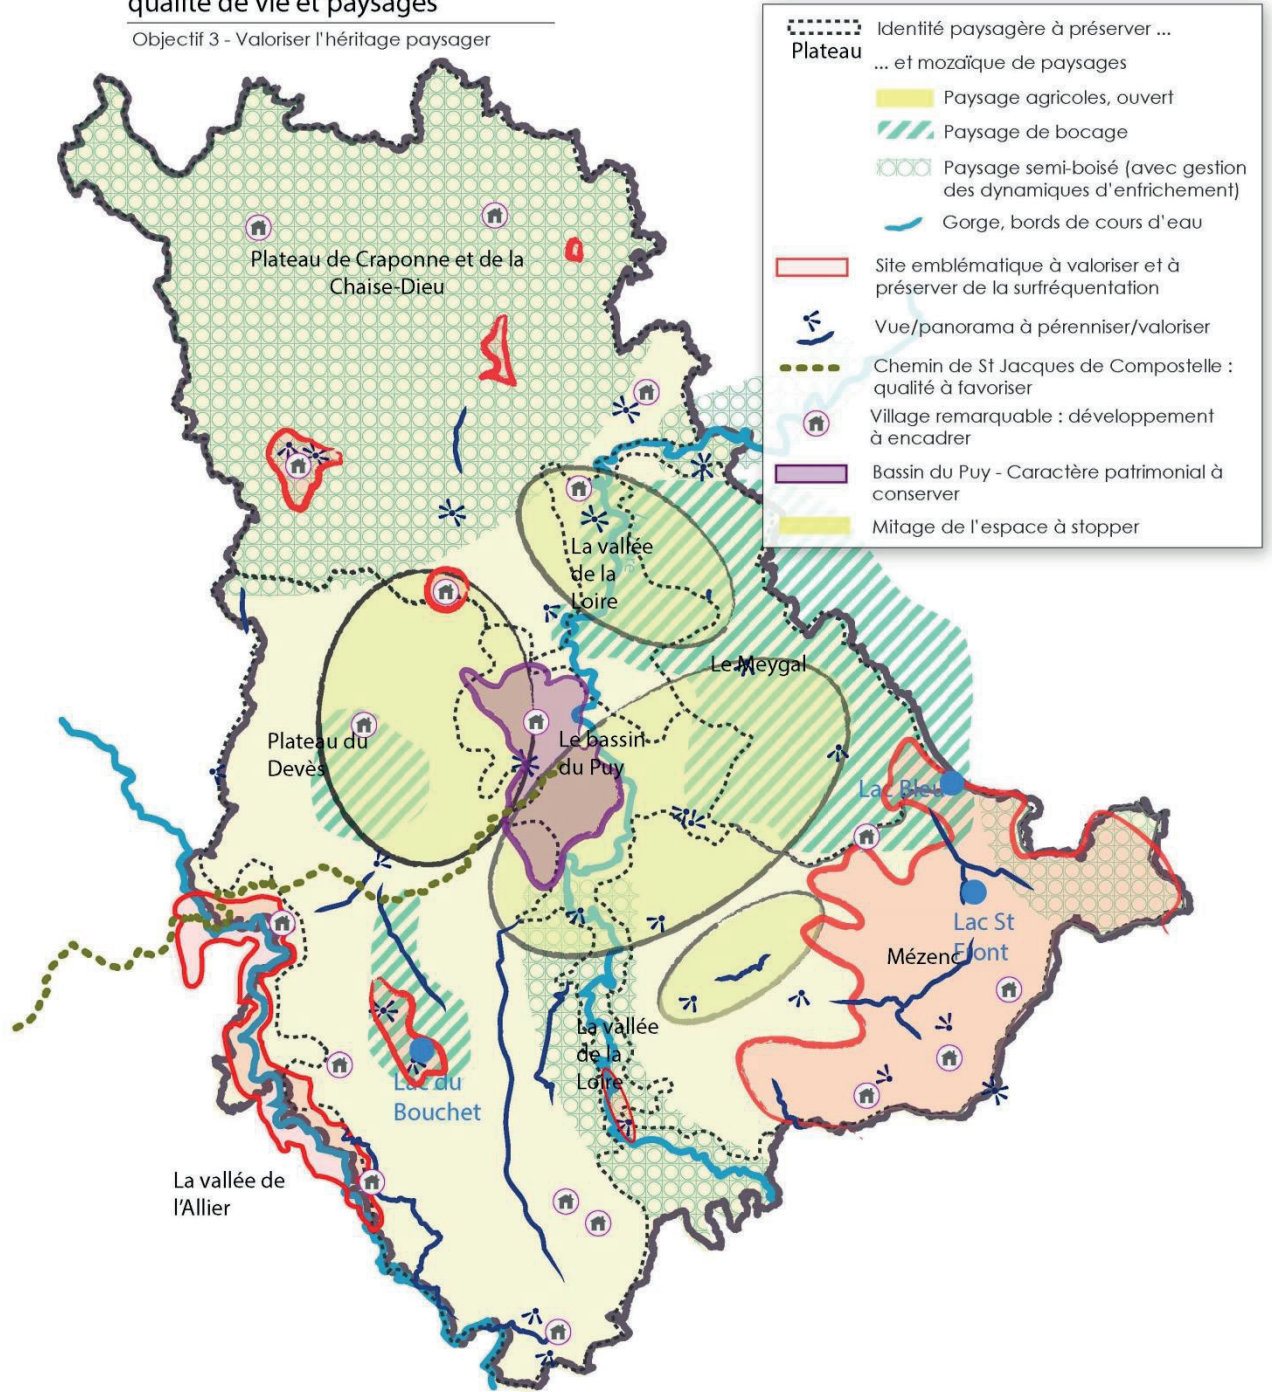 qualité de vie et paysages
Objectif 3 - Valoriser l'héritage paysager
Identité paysagère à préserver ...
Plateau
... et mozaïque de paysages
Paysage agricoles, ouvert
Paysage de bocage
Paysage semi-boisé (avec gestion
des dynamiques d'enfrichement)
Gorge, bords de cours d'eau
Site emblématique à valoriser et à
préserver de la surfréquentation
Vue/panorama à pérenniser/valoriser
Chemin de St Jacques de Compostelle :
qualité à favoriser
Village remarquable : développement
à encadrer
Bassin du Puy - Caractère patrimonial à
conserver
Mitage de l'espace à stopper
Plateau de Craponne et de la
Chaise-Dieu
La vallée
de la
Loire
Le Meygal
Plateau du
Devès
Le bassin
du Puy
Lac Bleu
Lac St
Front
Mézenc
La vallée
de la
Loire
Lac du
Bouchet
La vallée de
l'Allier